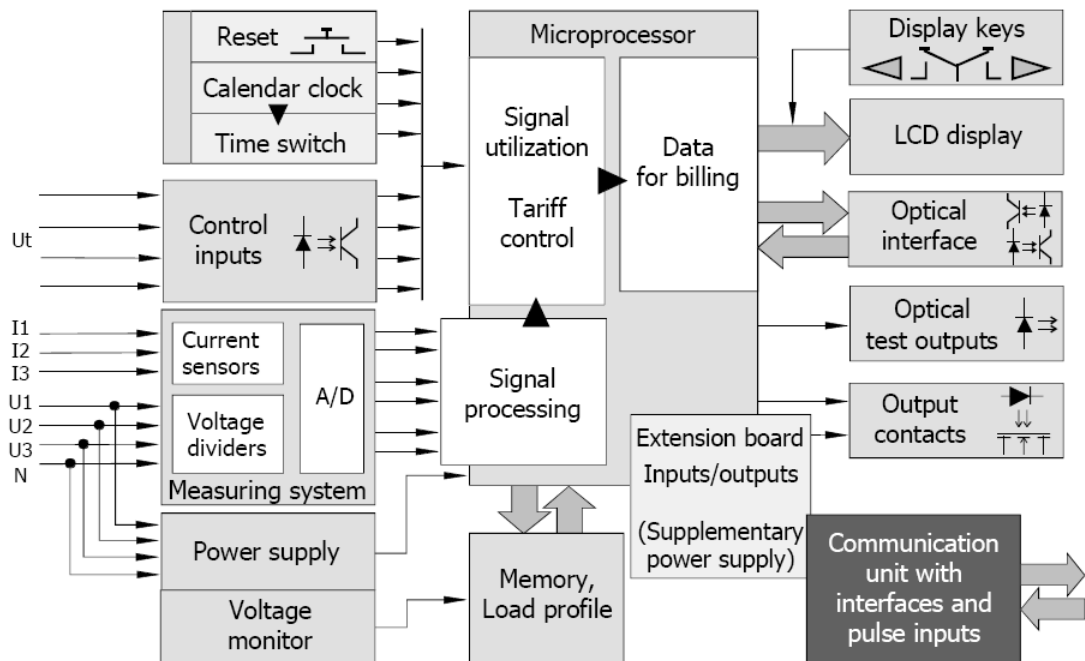 Reset
Calendar clock
Time switch
Ut
Control
inputs
I1
I2
I3
U1
U2
U3
N
Current
sensors
Voltage
dividers
A/D
Measuring system
Power supply
Voltage
monitor
Microprocessor
Signal
utilization
Tariff
control
Data
for billing
Signal
processing
Memory,
Load profile
Extension board
Inputs/outputs
(Supplementary
power supply)
Display keys
LCD display
Optical
interface
Optical
test outputs
Output
contacts
Communication
unit with
interfaces and
pulse inputs